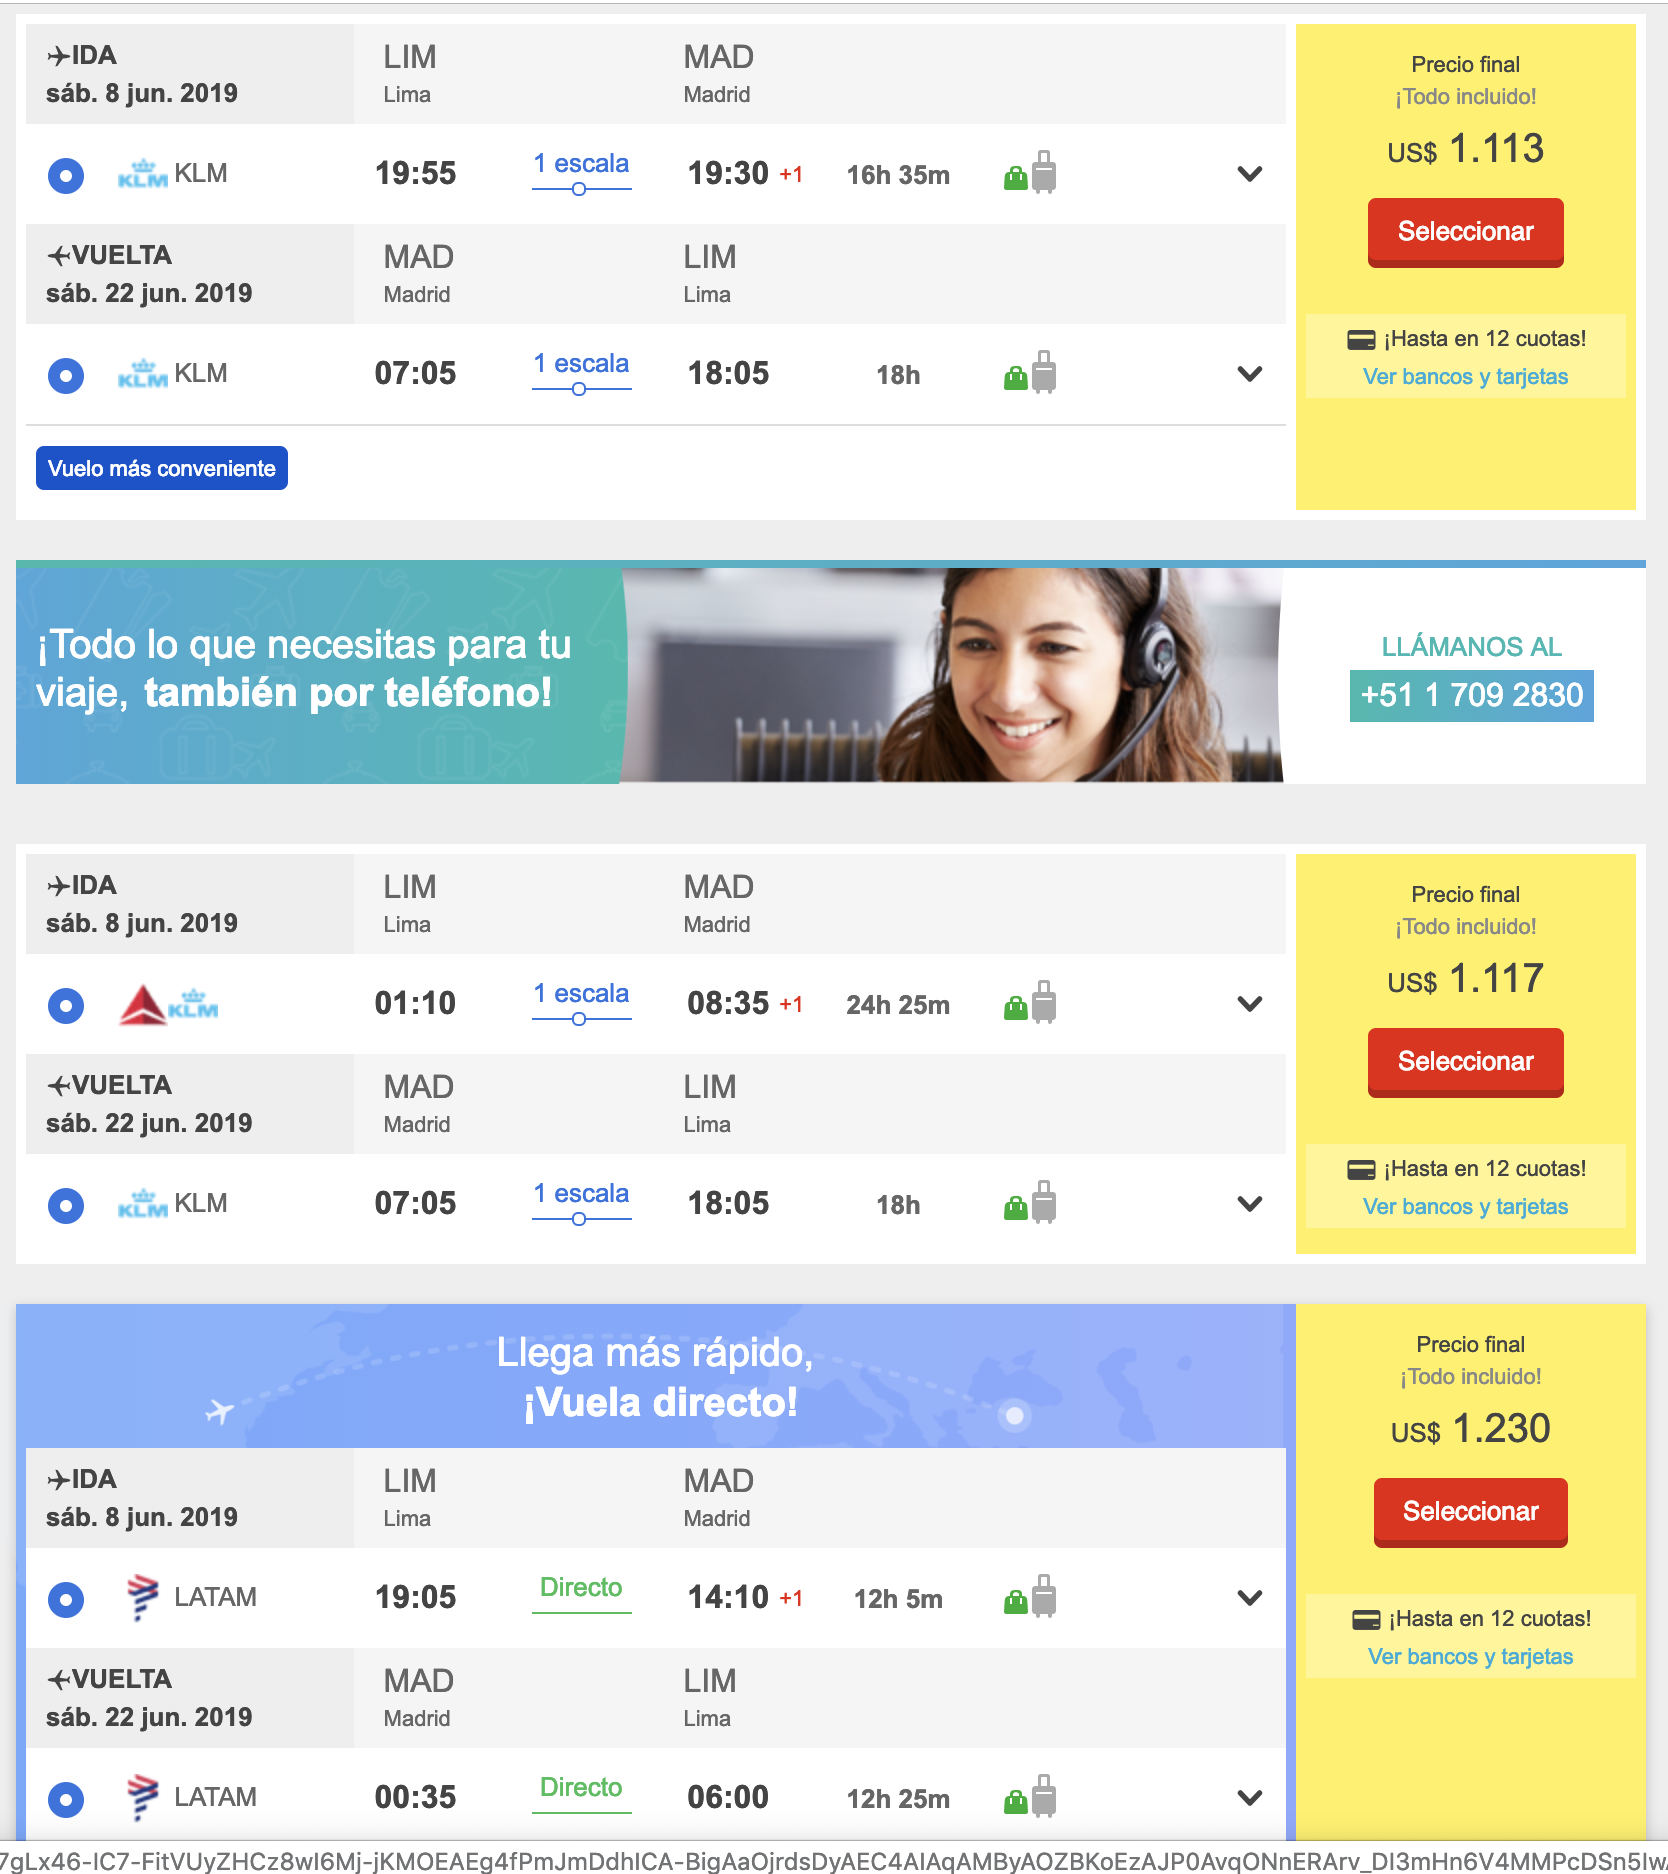 IDA
LIM
MAD
sáb. 8 jun. 2019
Lima
Madrid
Precio final
¡Todo incluido!
US$ 1.113
KLM KLM
19:55
1 escala
19:30 +1
16h 35m
Seleccionar
VUELTA
MAD
LIM
sáb. 22 jun. 2019
Madrid
Lima
KLM KLM
07:05
1 escala
18:05
18h
¡Hasta en 12 cuotas!
Ver bancos y tarjetas
Vuelo más conveniente
¡Todo lo que necesitas para tu
viaje, también por teléfono!
LLÁMANOS AL
+51 1 709 2830
IDA
LIM
MAD
sáb. 8 jun. 2019
Lima
Madrid
Precio final
¡Todo incluido!
US$ 1.117
KLM
01:10
1 escala
08:35 +1
24h 25m
Seleccionar
VUELTA
MAD
LIM
sáb. 22 jun. 2019
Madrid
Lima
KLM KLM
07:05
1 escala
18:05
18h
¡Hasta en 12 cuotas!
Ver bancos y tarjetas
Llega más rápido,
¡Vuela directo!
Precio final
¡Todo incluido!
US$ 1.230
IDA
LIM
MAD
sáb. 8 jun. 2019
Lima
Madrid
Seleccionar
LATAM
19:05
Directo
14:10 +1
12h 5m
¡Hasta en 12 cuotas!
Ver bancos y tarjetas
VUELTA
MAD
LIM
sáb. 22 jun. 2019
Madrid
Lima
LATAM
00:35
Directo
06:00
12h 25m